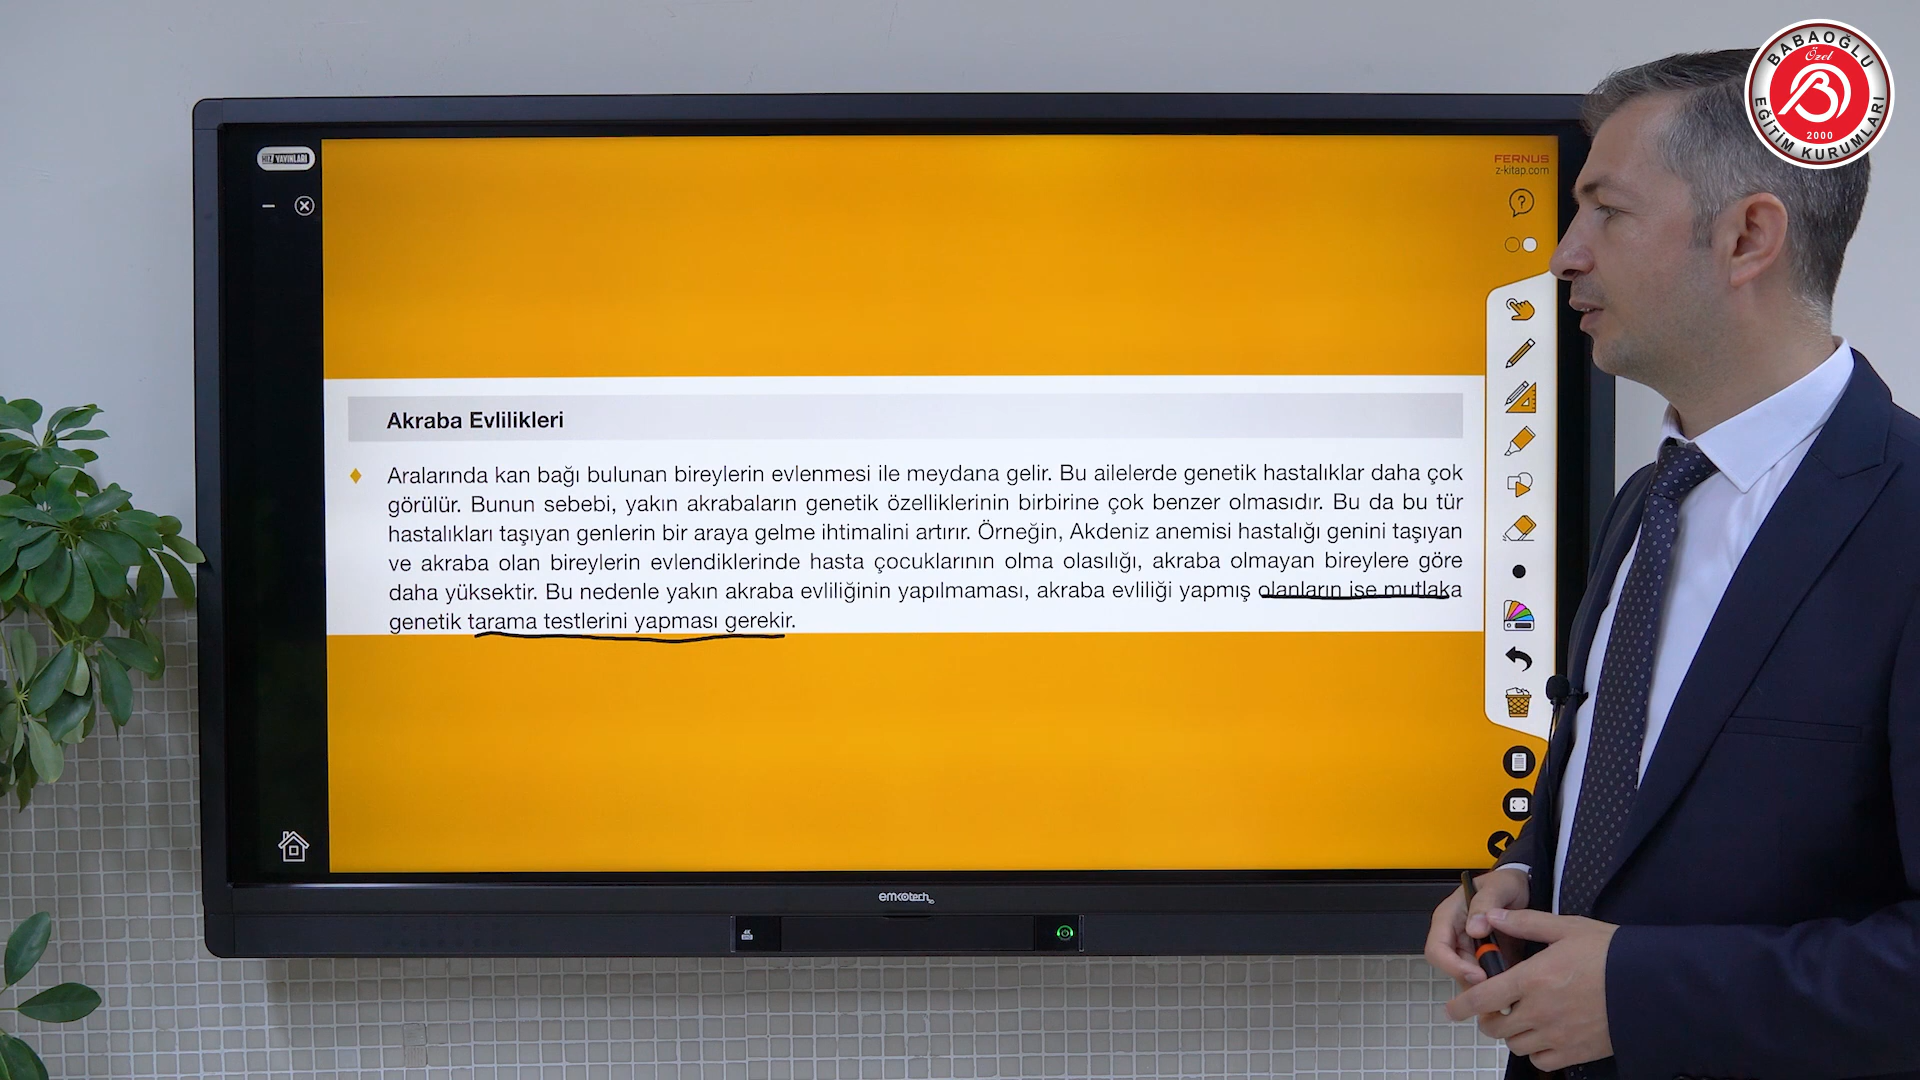 BABAOĞLU
Özel
B
2000
EĞİTİM KURUMLARI
HIZ YAYINLARI
FERNUS
z-kitap.com
Akraba Evlilikleri
Aralarında kan bağı bulunan bireylerin evlenmesi ile meydana gelir. Bu ailelerde genetik hastalıklar daha çok
görülür. Bunun sebebi, yakın akrabaların genetik özelliklerinin birbirine çok benzer olmasıdır. Bu da bu tür
hastalıkları taşıyan genlerin bir araya gelme ihtimalini artırır. Örneğin, Akdeniz anemisi hastalığı genini taşıyan
ve akraba olan bireylerin evlendiklerinde hasta çocuklarının olma olasılığı, akraba olmayan bireylere göre
daha yüksektir. Bu nedenle yakın akraba evliliğinin yapılmaması, akraba evliliği yapmış olanların ise mutlaka
genetik tarama testlerini yapması gerekir.
emkotech